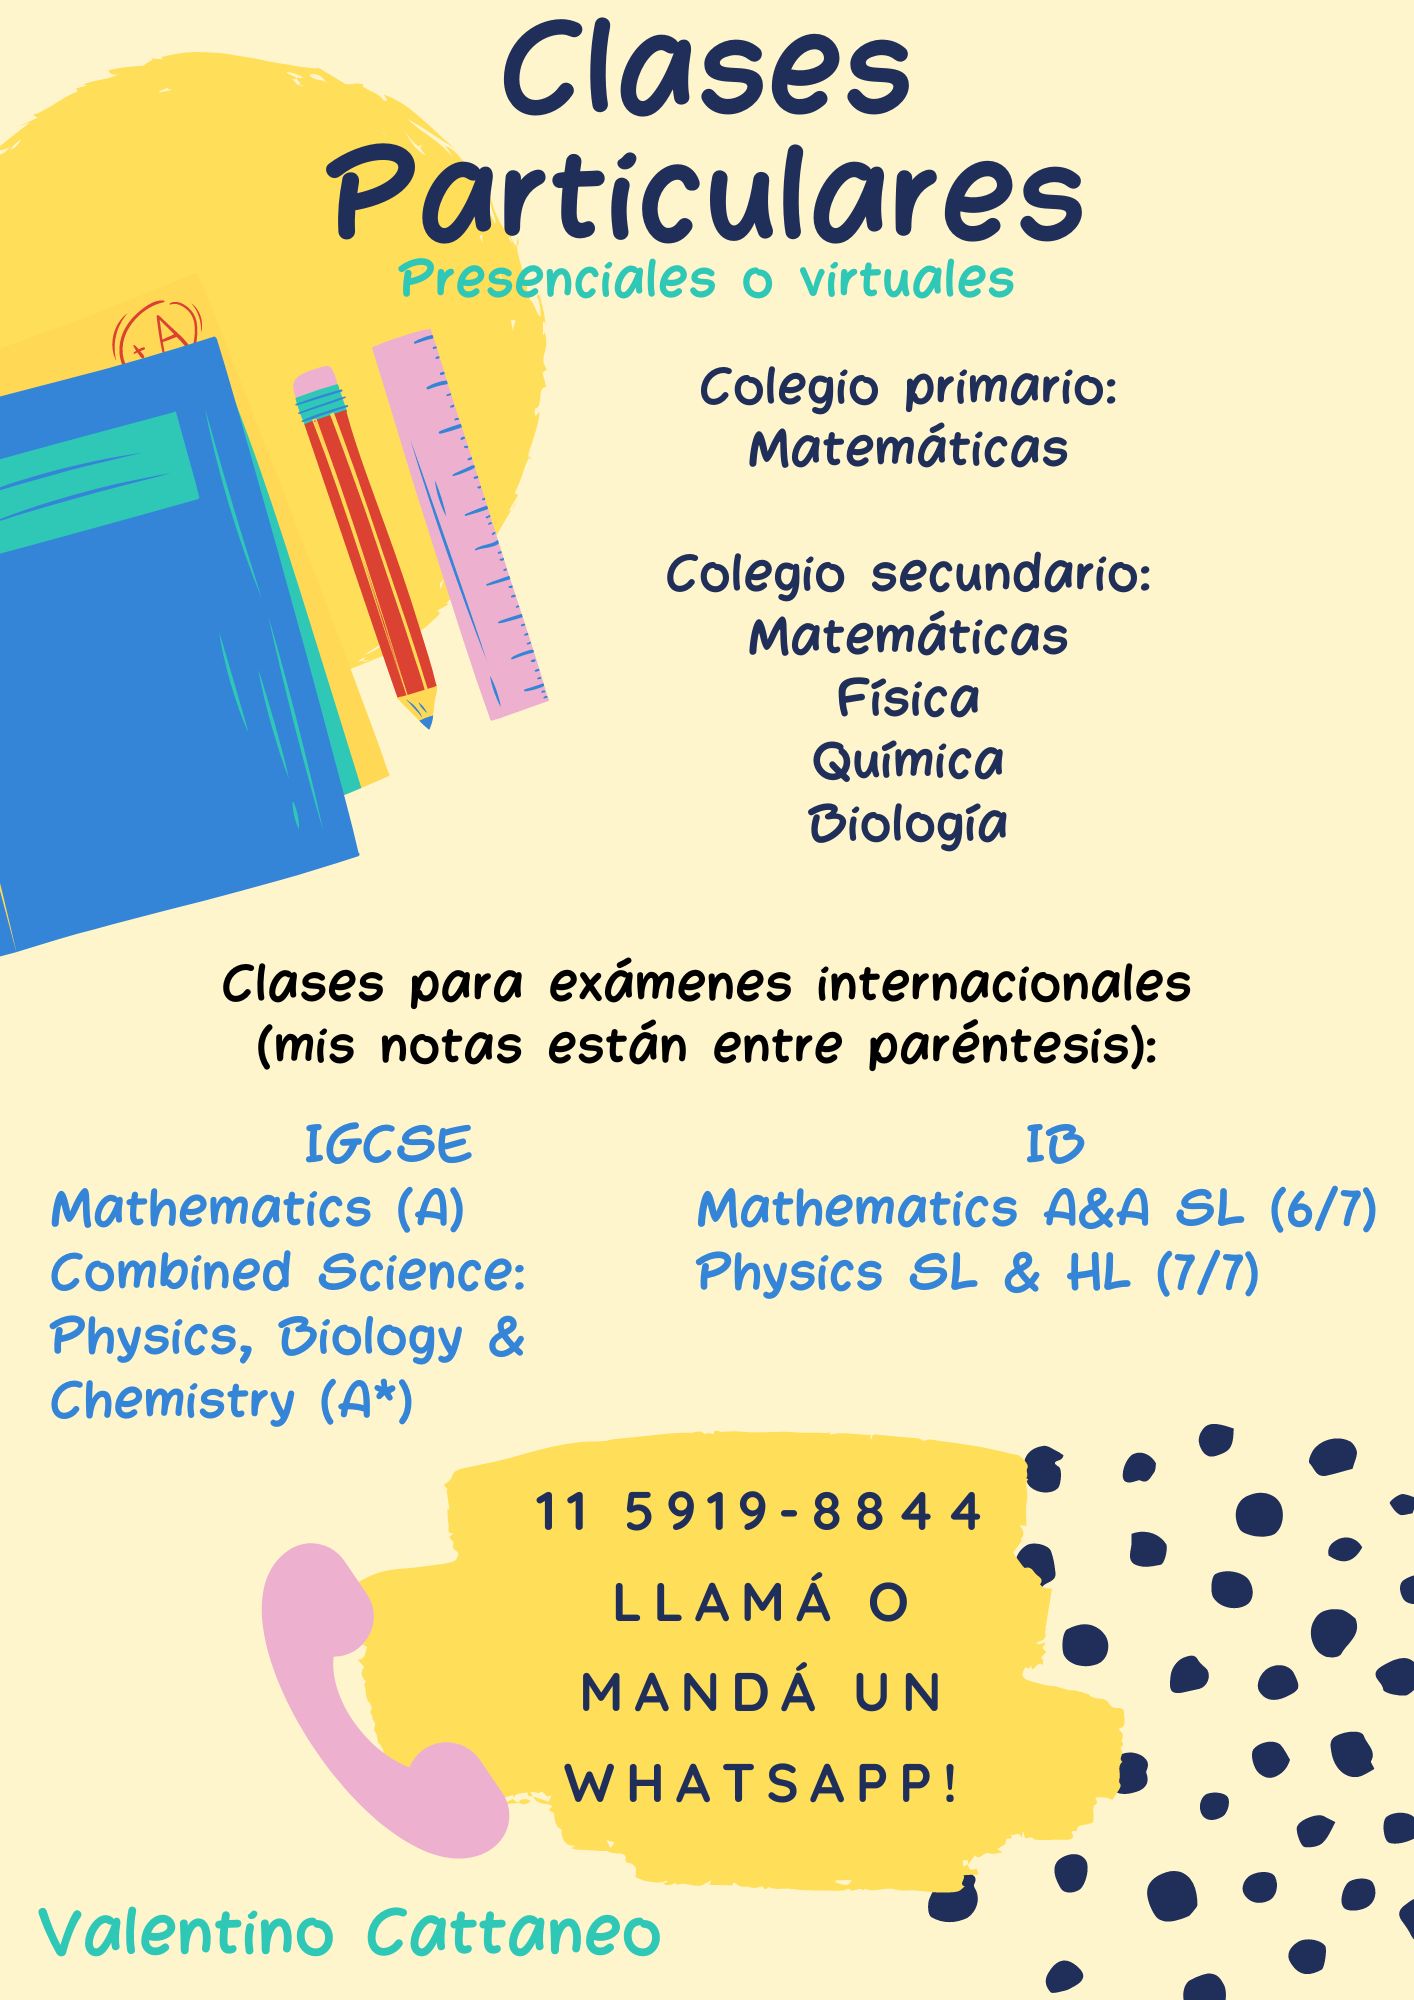 Clases
Particulares
Presenciales o virtuales
A+
Colegio primario:
Matemáticas
Colegio secundario:
Matemáticas
Física
Química
Biología
Clases para exámenes internacionales
(mis notas están entre paréntesis):
IGCSE
Mathematics (A)
Combined Science:
Physics, Biology &
Chemistry (A*)
IB
Mathematics A&A SL (6/7)
Physics SL & HL (7/7)
11 5919-8844
LLAMÁ O
MANDÁ UN
WHATSAPP!
Valentino Cattaneo